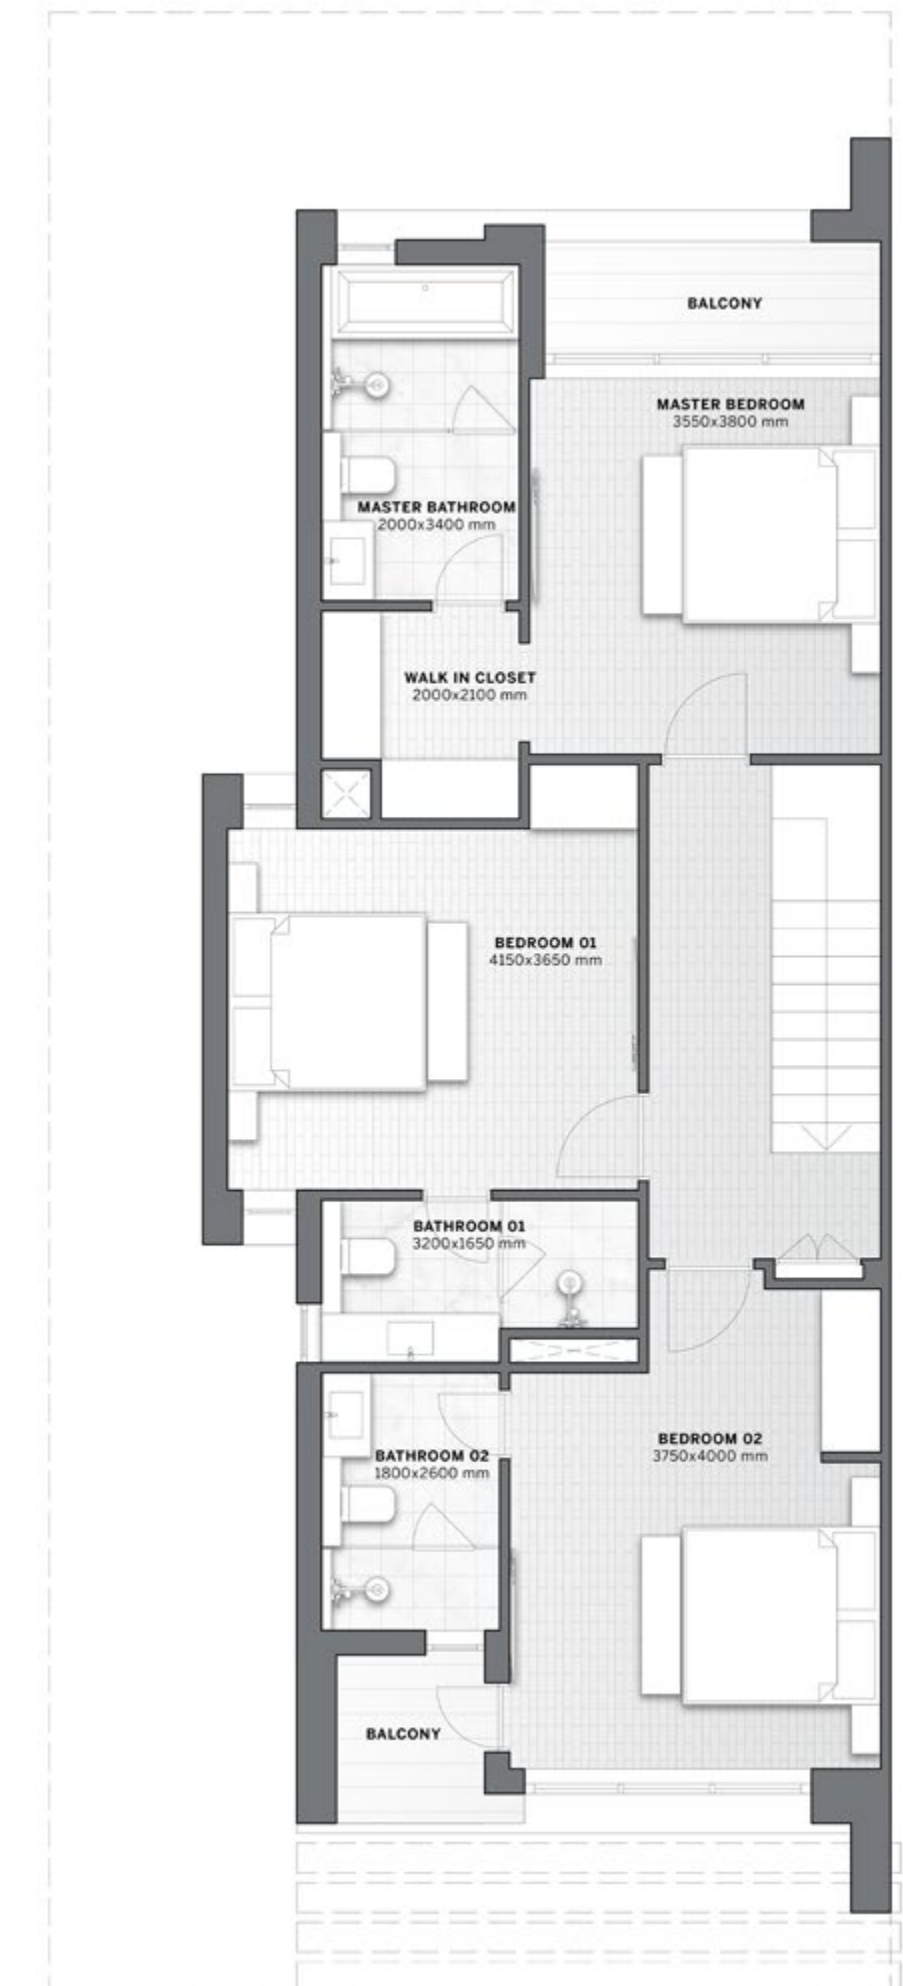 BALCONY
MASTER BEDROOM
3550x3800 mm
MASTER BATHROOM
2000x3400 mm
WALK IN CLOSET
2000x2100 mm
BEDROOM 01
4150x3650 mm
BATHROOM 01
3200x1650 mm
BEDROOM 02
3750x4000 mm
BATHROOM 02
1800x2600 mm
BALCONY